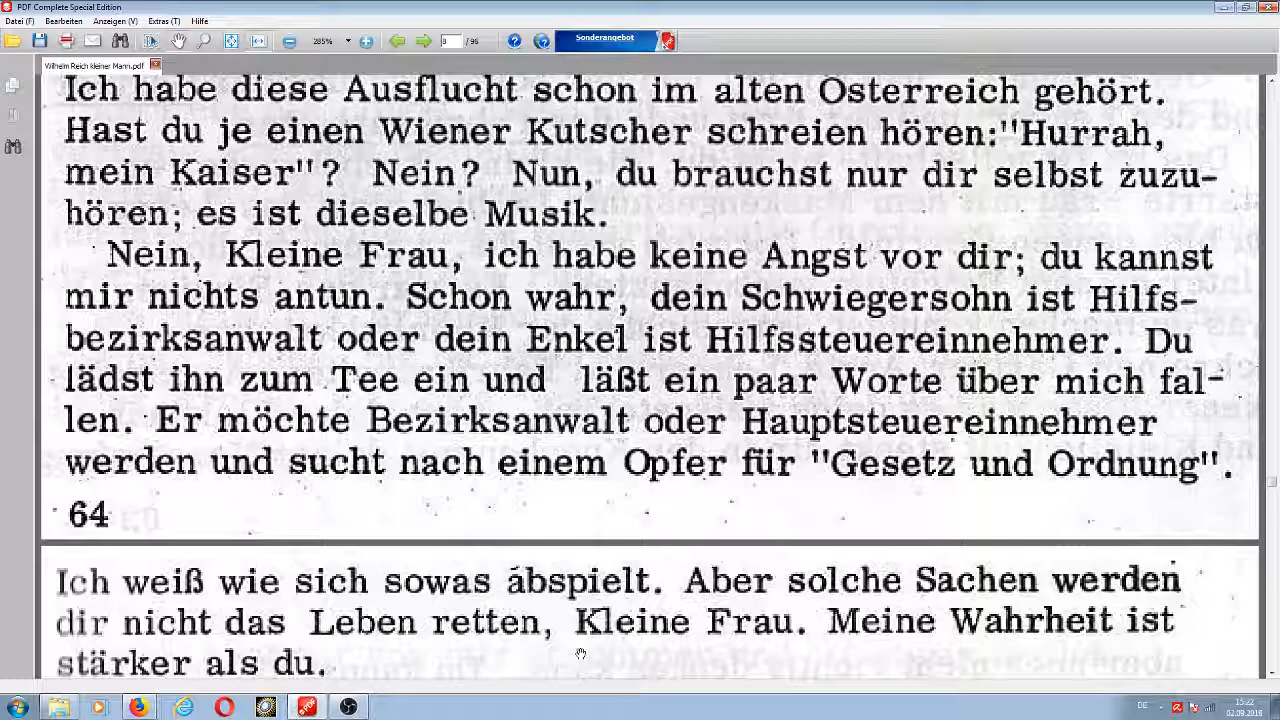 PDF Complete Special Edition
Datei (F) Bearbeiten Anzeigen (V) Extras (T) Hilfe
285% / 96 Sonderangebot
Wilhelm Reich kleiner Mann.pdf
Ich habe diese Ausflucht schon im alten Osterreich gehört.
Hast du je einen Wiener Kutscher schreien hören:"Hurrah,
mein Kaiser"? Nein? Nun, du brauchst nur dir selbst zuzu-
hören; es ist dieselbe Musik.
Nein, Kleine Frau, ich habe keine Angst vor dir; du kannst
mir nichts antun. Schon wahr, dein Schwiegersohn ist Hilfs-
bezirksanwalt oder dein Enkel ist Hilfssteuereinnehmer. Du
lädst ihn zum Tee ein und läßt ein paar Worte über mich fal-
len. Er möchte Bezirksanwalt oder Hauptsteuereinnehmer
werden und sucht nach einem Opfer für "Gesetz und Ordnung".
64
Ich weiß wie sich sowas abspielt. Aber solche Sachen werden
dir nicht das Leben retten, Kleine Frau. Meine Wahrheit ist
stärker als du.
DE 15:22
02.09.2018